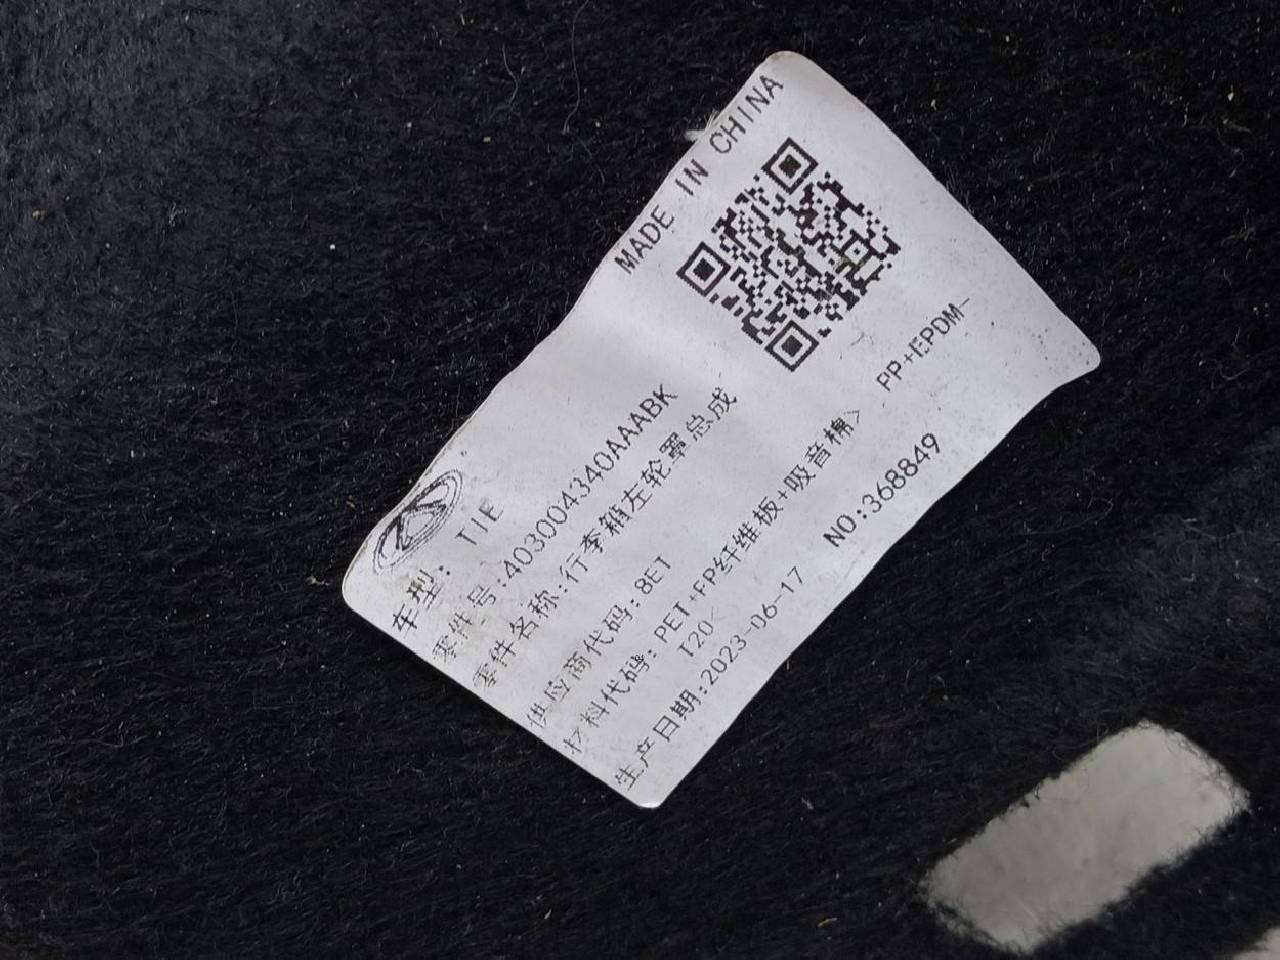 MADE IN CHINA
车型: T1E
零件号:403004340AAABK
零件名称:行李箱左轮罩总成
供应商代码:8ET
材料代码: PET+PP纤维板+吸音棉> PP+EPDM-
T20<
生产日期:2023-06-17 NO:368849